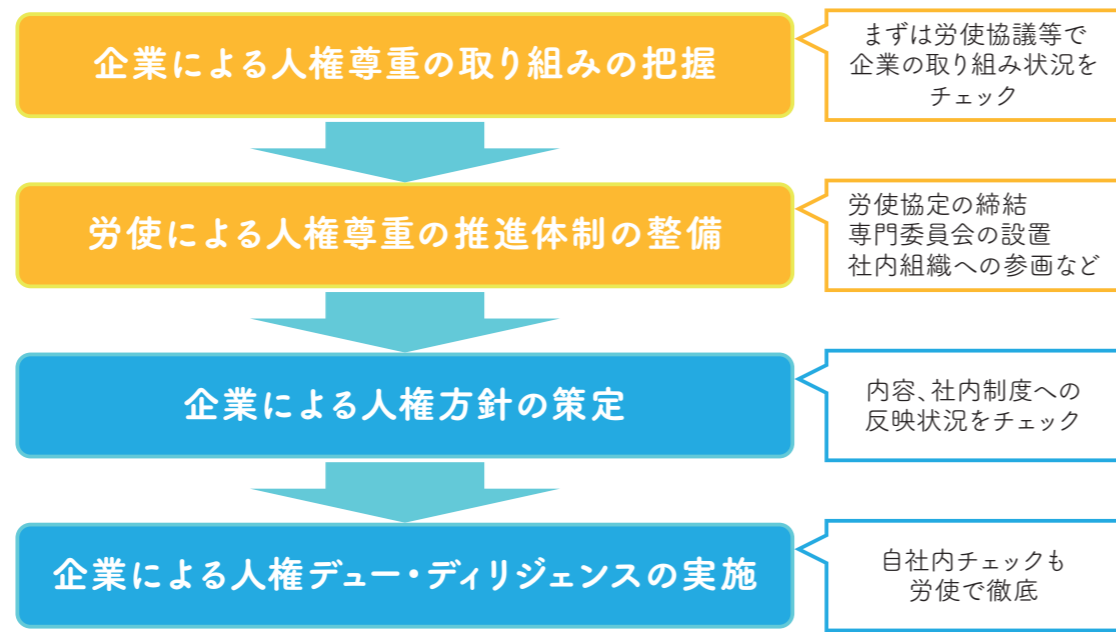 企業による人権尊重の取り組みの把握
まずは労使協議等で
企業の取り組み状況を
チェック
労使による人権尊重の推進体制の整備
労使協定の締結
専門委員会の設置
社内組織への参画など
企業による人権方針の策定
内容、社内制度への
反映状況をチェック
企業による人権デュー・ディリジェンスの実施
自社内チェックも
労使で徹底